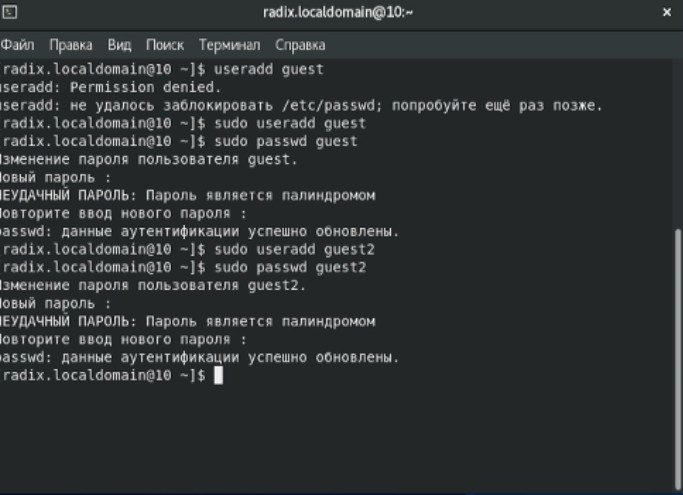 radix.localdomain@10:~
Файл Правка Вид Поиск Терминал Справка
radix.localdomain@10 ~]$ useradd guest
useradd: Permission denied.
useradd: не удалось заблокировать /etc/passwd; попробуйте ещё раз позже.
radix.localdomain@10 ~]$ sudo useradd guest
radix.localdomain@10 ~]$ sudo passwd guest
Изменение пароля пользователя guest.
Новый пароль :
НЕУДАЧНЫЙ ПАРОЛЬ: Пароль является палиндромом
Повторите ввод нового пароля :
passwd: данные аутентификации успешно обновлены.
radix.localdomain@10 ~]$ sudo useradd guest2
radix.localdomain@10 ~]$ sudo passwd guest2
Изменение пароля пользователя guest2.
Новый пароль :
НЕУДАЧНЫЙ ПАРОЛЬ: Пароль является палиндромом
Повторите ввод нового пароля :
passwd: данные аутентификации успешно обновлены.
radix.localdomain@10 ~]$